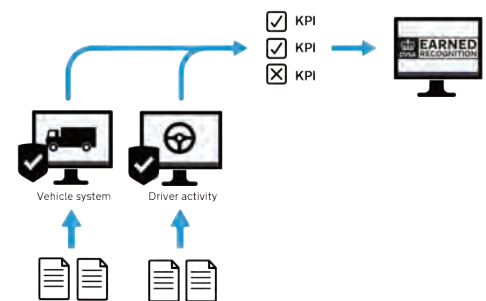 KPI
KPI
KPI
DVSA
EARNED
RECOGNITION
Vehicle system
Driver activity